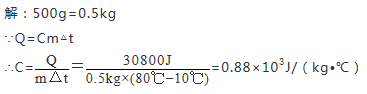 解：500g=0.5kg
∵Q=Cm△t
∴C=Q/m△t=30800J/0.5kg×(80℃−10℃)=0.88×10³J/（kg•℃）